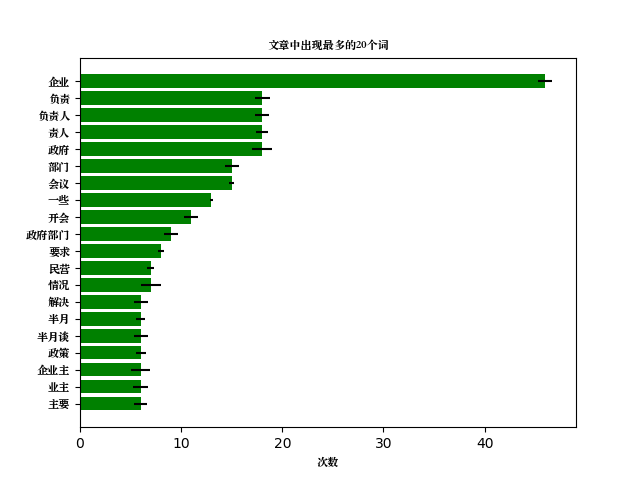 文章中出现最多的20个词
企业
负责
负责人
责人
政府
部门
会议
一些
开会
政府部门
要求
民营
情况
解决
半月
半月谈
政策
企业主
业主
主要
0 10 20 30 40
次数